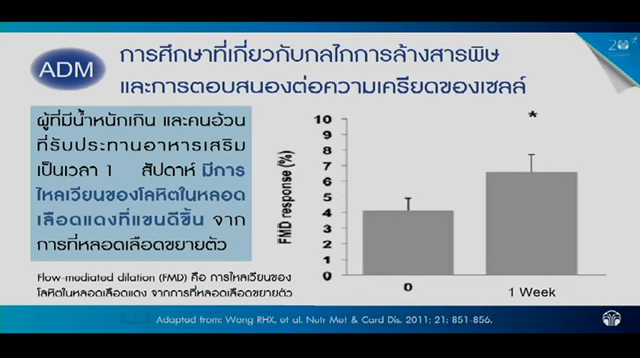 ADM
การศึกษาที่เกี่ยวกับกลไกการล้างสารพิษ
และการตอบสนองต่อความเครียดของเซลล์
ผู้ที่มีน้ำหนักเกิน และคนอ้วน
ที่รับประทานอาหารเสริม
เป็นเวลา 1 สัปดาห์ มีการ
ไหลเวียนของโลหิตในหลอด
เลือดแดงที่แขนดีขึ้น จาก
การที่หลอดเลือดขยายตัว
Flow-mediated dilation (FMD) คือ การไหลเวียนของ
โลหิตในหลอดเลือดแดง จากการที่หลอดเลือดขยายตัว
FMD response (%)
10
9
8
7
6
5
4
3
2
1
0
*
0
1 Week
Adapted from: Wong RHX, et al. Nutr Met & Card Dis. 2011; 21: 851-856.
20